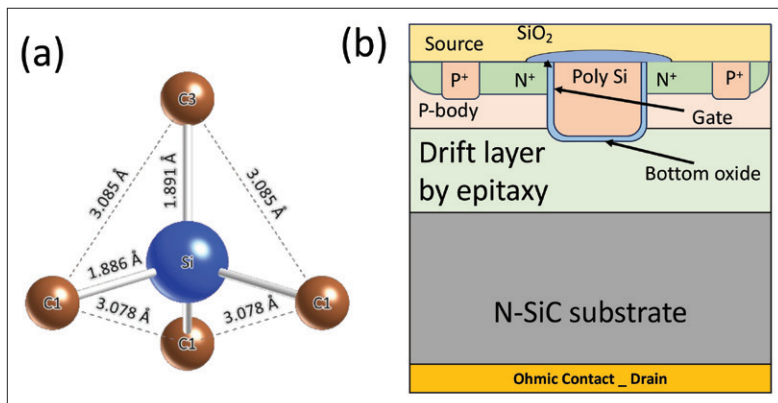 (a)
C3
3.085 Å
1.891 Å
3.085 Å
Si
1.886 Å
C1
C1
3.078 Å
3.078 Å
C1
(b)
SiO₂
Source
P⁺
N⁺
Poly Si
N⁺
P⁺
P-body
Gate
Drift layer
by epitaxy
Bottom oxide
N-SiC substrate
Ohmic Contact _ Drain